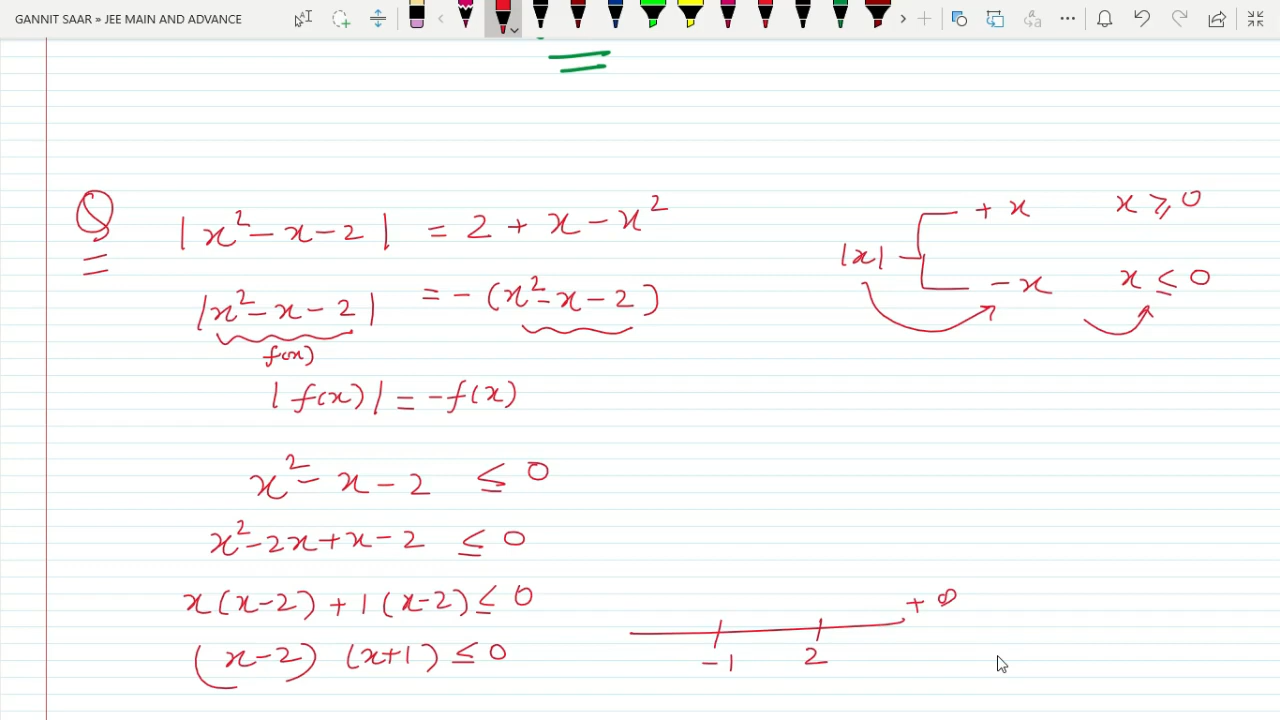 GANNIT SAAR » JEE MAIN AND ADVANCE
Q
|x² - x - 2| = 2 + x - x²
|x² - x - 2| = - (x² - x - 2)
f(x)
|f(x)| = -f(x)
x² - x - 2 ≤ 0
x² - 2x + x - 2 ≤ 0
x(x-2) + 1(x-2) ≤ 0
(x-2) (x+1) ≤ 0
|x|
+x x ≥ 0
-x x ≤ 0
-1 2 +∞